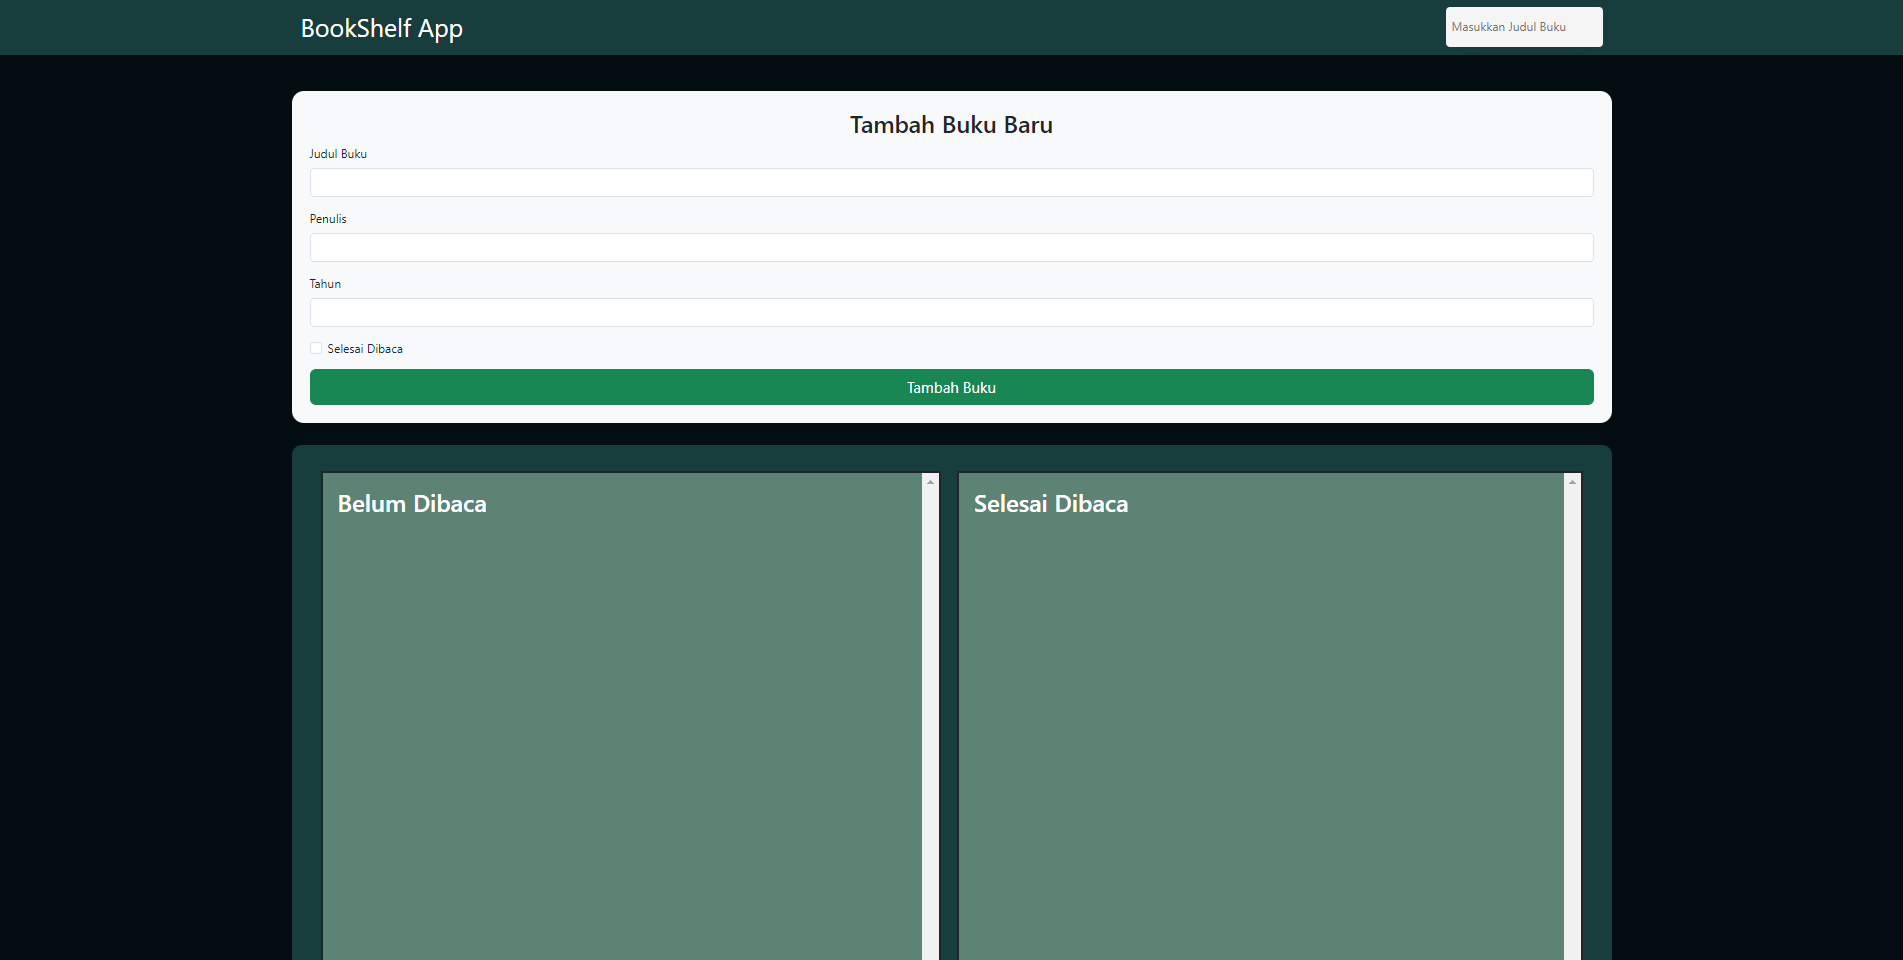 BookShelf App
Masukkan Judul Buku
Tambah Buku Baru
Judul Buku
Penulis
Tahun
Selesai Dibaca
Tambah Buku
Belum Dibaca
Selesai Dibaca